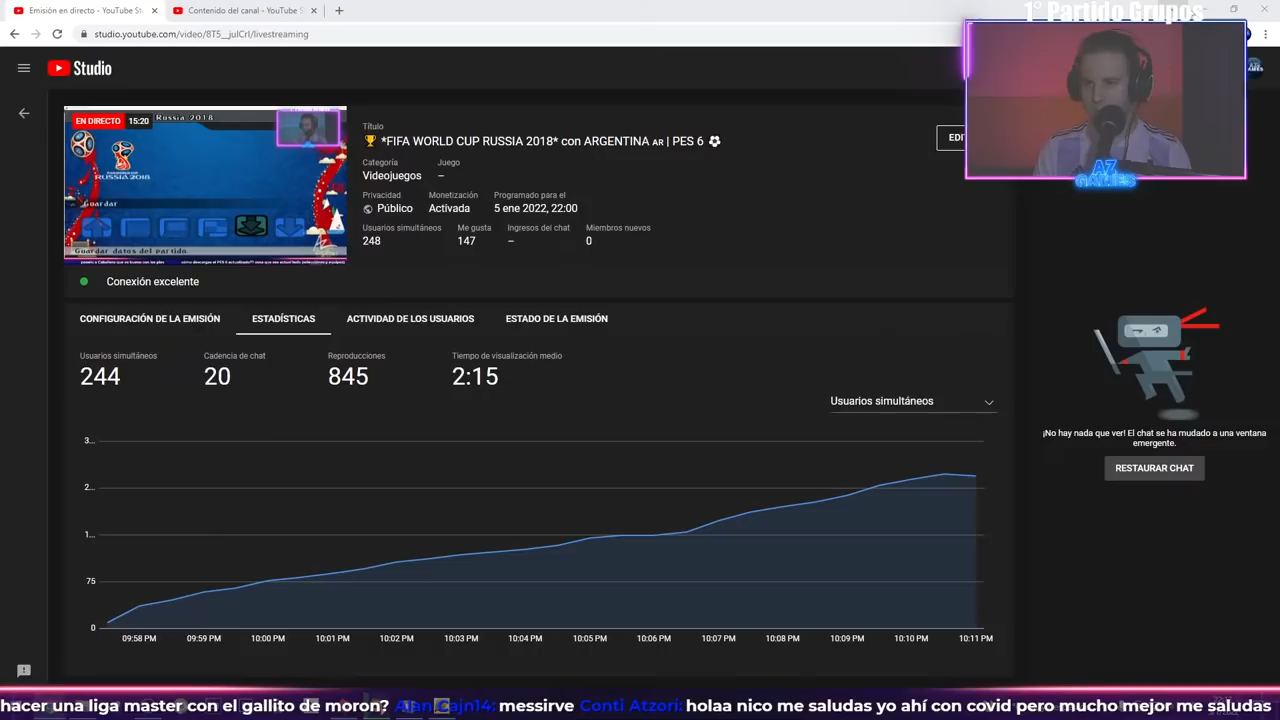 Emisión en directo - YouTube St
Contenido del canal - YouTube S
1º Partido Grupos
studio.youtube.com/video/8T5__julCrI/livestreaming
Studio
EN DIRECTO 15:20 Russia 2018
RUSSIA 2018
Guardar
Guardar datos del partido.
Título
*FIFA WORLD CUP RUSSIA 2018* con ARGENTINA AR | PES 6
Categoría Juego
Videojuegos –
Privacidad Monetización Programado para el
Público Activada 5 ene 2022, 22:00
Usuarios simultáneos Me gusta Ingresos del chat Miembros nuevos
248 147 – 0
EDIT
AZ
GAMES
Conexión excelente
CONFIGURACIÓN DE LA EMISIÓN ESTADÍSTICAS ACTIVIDAD DE LOS USUARIOS ESTADO DE LA EMISIÓN
Usuarios simultáneos Cadencia de chat Reproducciones Tiempo de visualización medio
244 20 845 2:15
Usuarios simultáneos
3...
2...
1...
75
0
09:58 PM 09:59 PM 10:00 PM 10:01 PM 10:02 PM 10:03 PM 10:04 PM 10:05 PM 10:06 PM 10:07 PM 10:08 PM 10:09 PM 10:10 PM 10:11 PM
¡No hay nada que ver! El chat se ha mudado a una ventana
emergente.
RESTAURAR CHAT
hacer una liga master con el gallito de moron? Alan Cajn14: messirve Conti Atzori: holaa nico me saludas yo ahí con covid pero mucho mejor me saludas